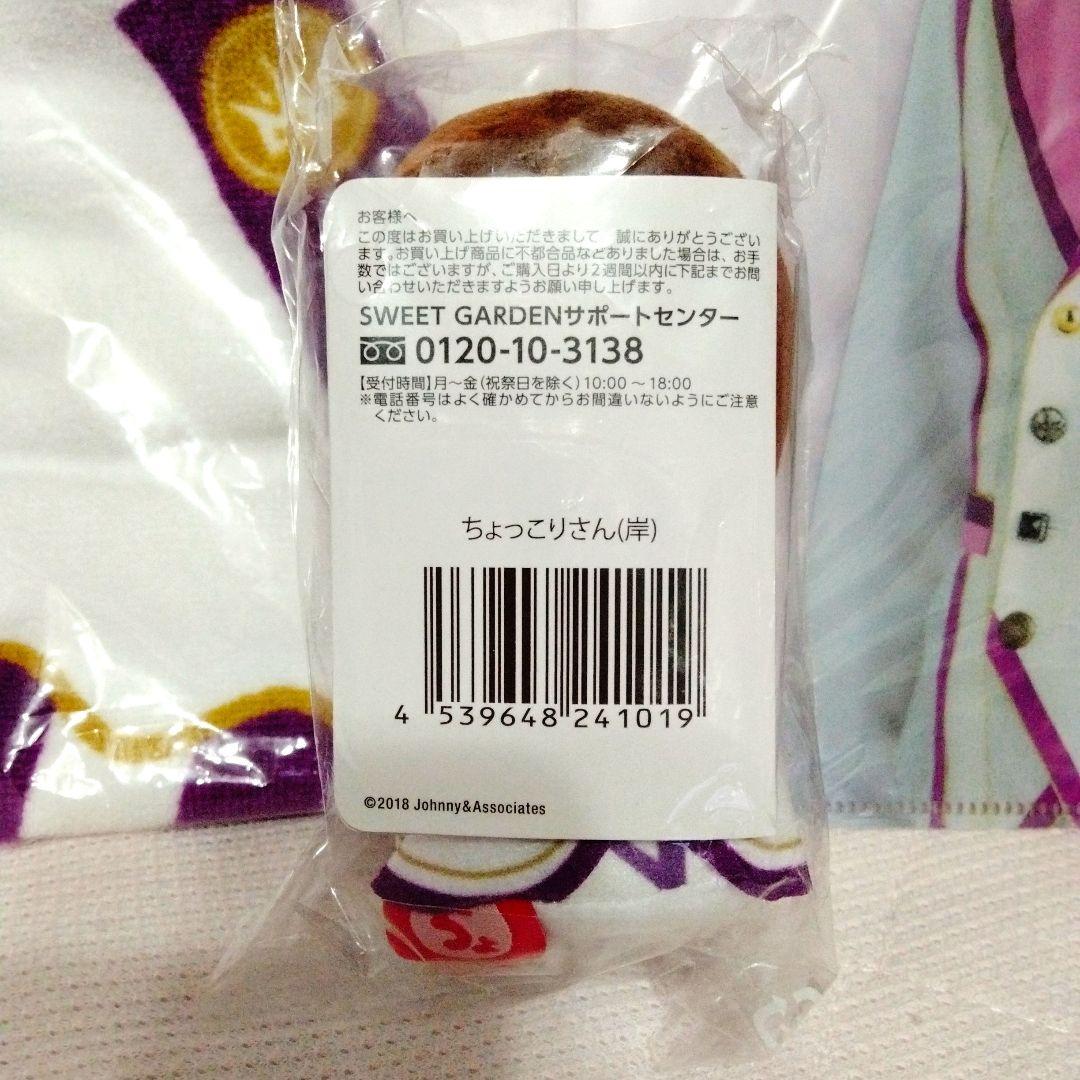 お客様へ
この度はお買い上げいただきまして、誠にありがとうござい
ます。お買い上げ商品に不都合品などありました場合は、お手
数ではございますが、ご購入日より2週間以内に下記までお問
い合わせいただきますようお願い申し上げます。
SWEET GARDENサポートセンター
0120-10-3138
【受付時間】月～金(祝祭日を除く)10:00～18:00
※電話番号はよく確かめてからお間違いないようにご注意
ください。
ちょっこりさん(岸)
4 539648 241019
©2018 Johnny&Associates
ちょ